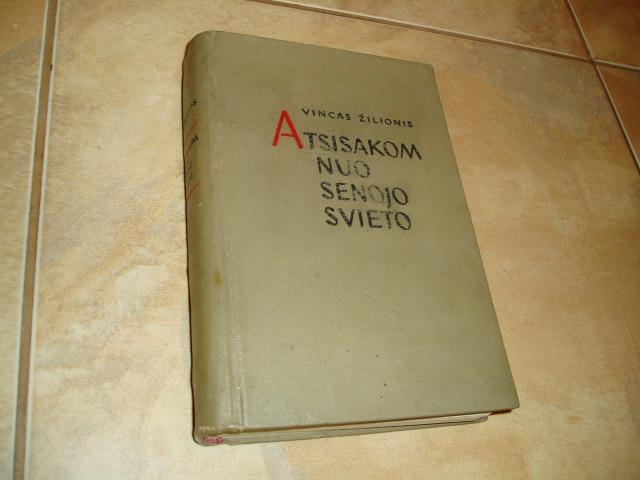 VINCAS ŽILIONIS
ATSISAKOM
NUO
SENOJO
SVIETO